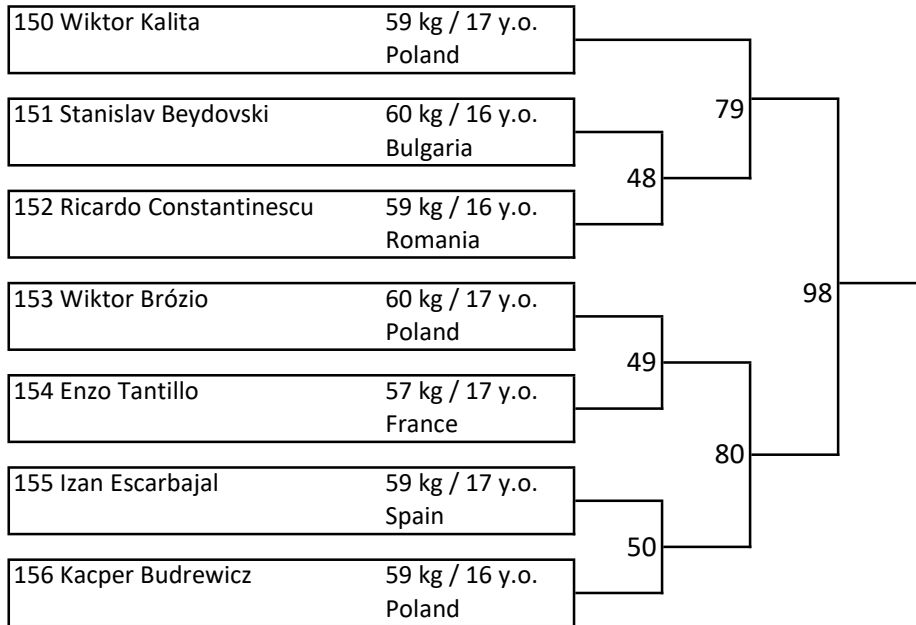 150 Wiktor Kalita 59 kg / 17 y.o.
Poland
79
151 Stanislav Beydovski 60 kg / 16 y.o.
Bulgaria
48
152 Ricardo Constantinescu 59 kg / 16 y.o.
Romania
98
153 Wiktor Brózio 60 kg / 17 y.o.
Poland
49
154 Enzo Tantillo 57 kg / 17 y.o.
France
80
155 Izan Escarbajal 59 kg / 17 y.o.
Spain
50
156 Kacper Budrewicz 59 kg / 16 y.o.
Poland